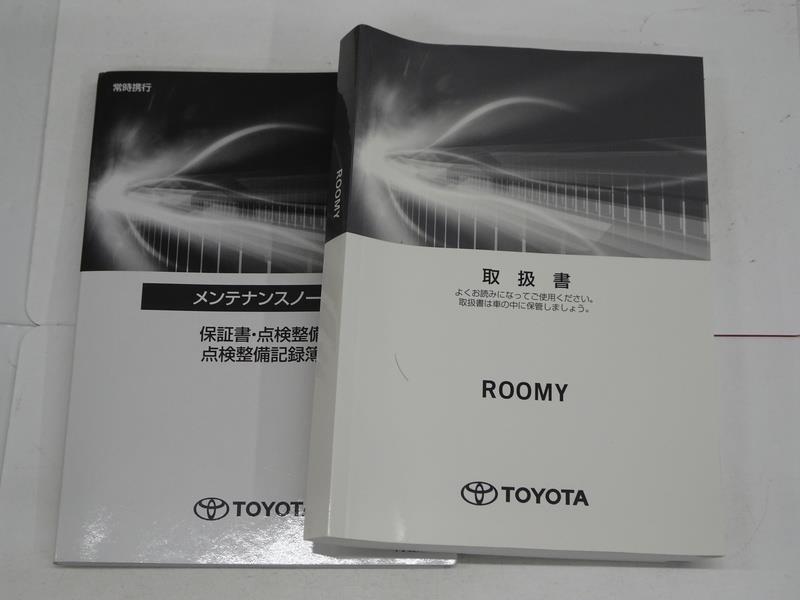 常時携行
メンテナンスノー
保証書・点検整備
点検整備記録簿
TOYOTA
ROOMY
取扱書
よくお読みになってご使用ください。
取扱書は車の中に保管しましょう。
ROOMY
TOYOTA